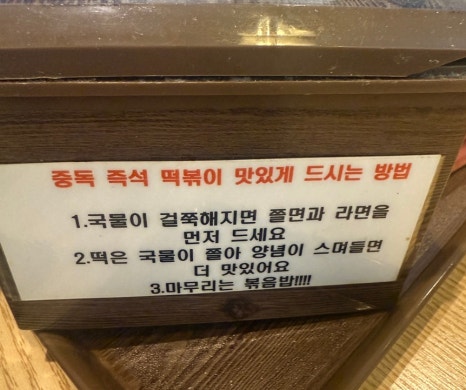 중독 즉석 떡볶이 맛있게 드시는 방법
1.국물이 걸쭉해지면 쫄면과 라면을
먼저 드세요
2.떡은 국물이 쫄아 양념이 스며들면
더 맛있어요
3.마무리는 볶음밥!!!!